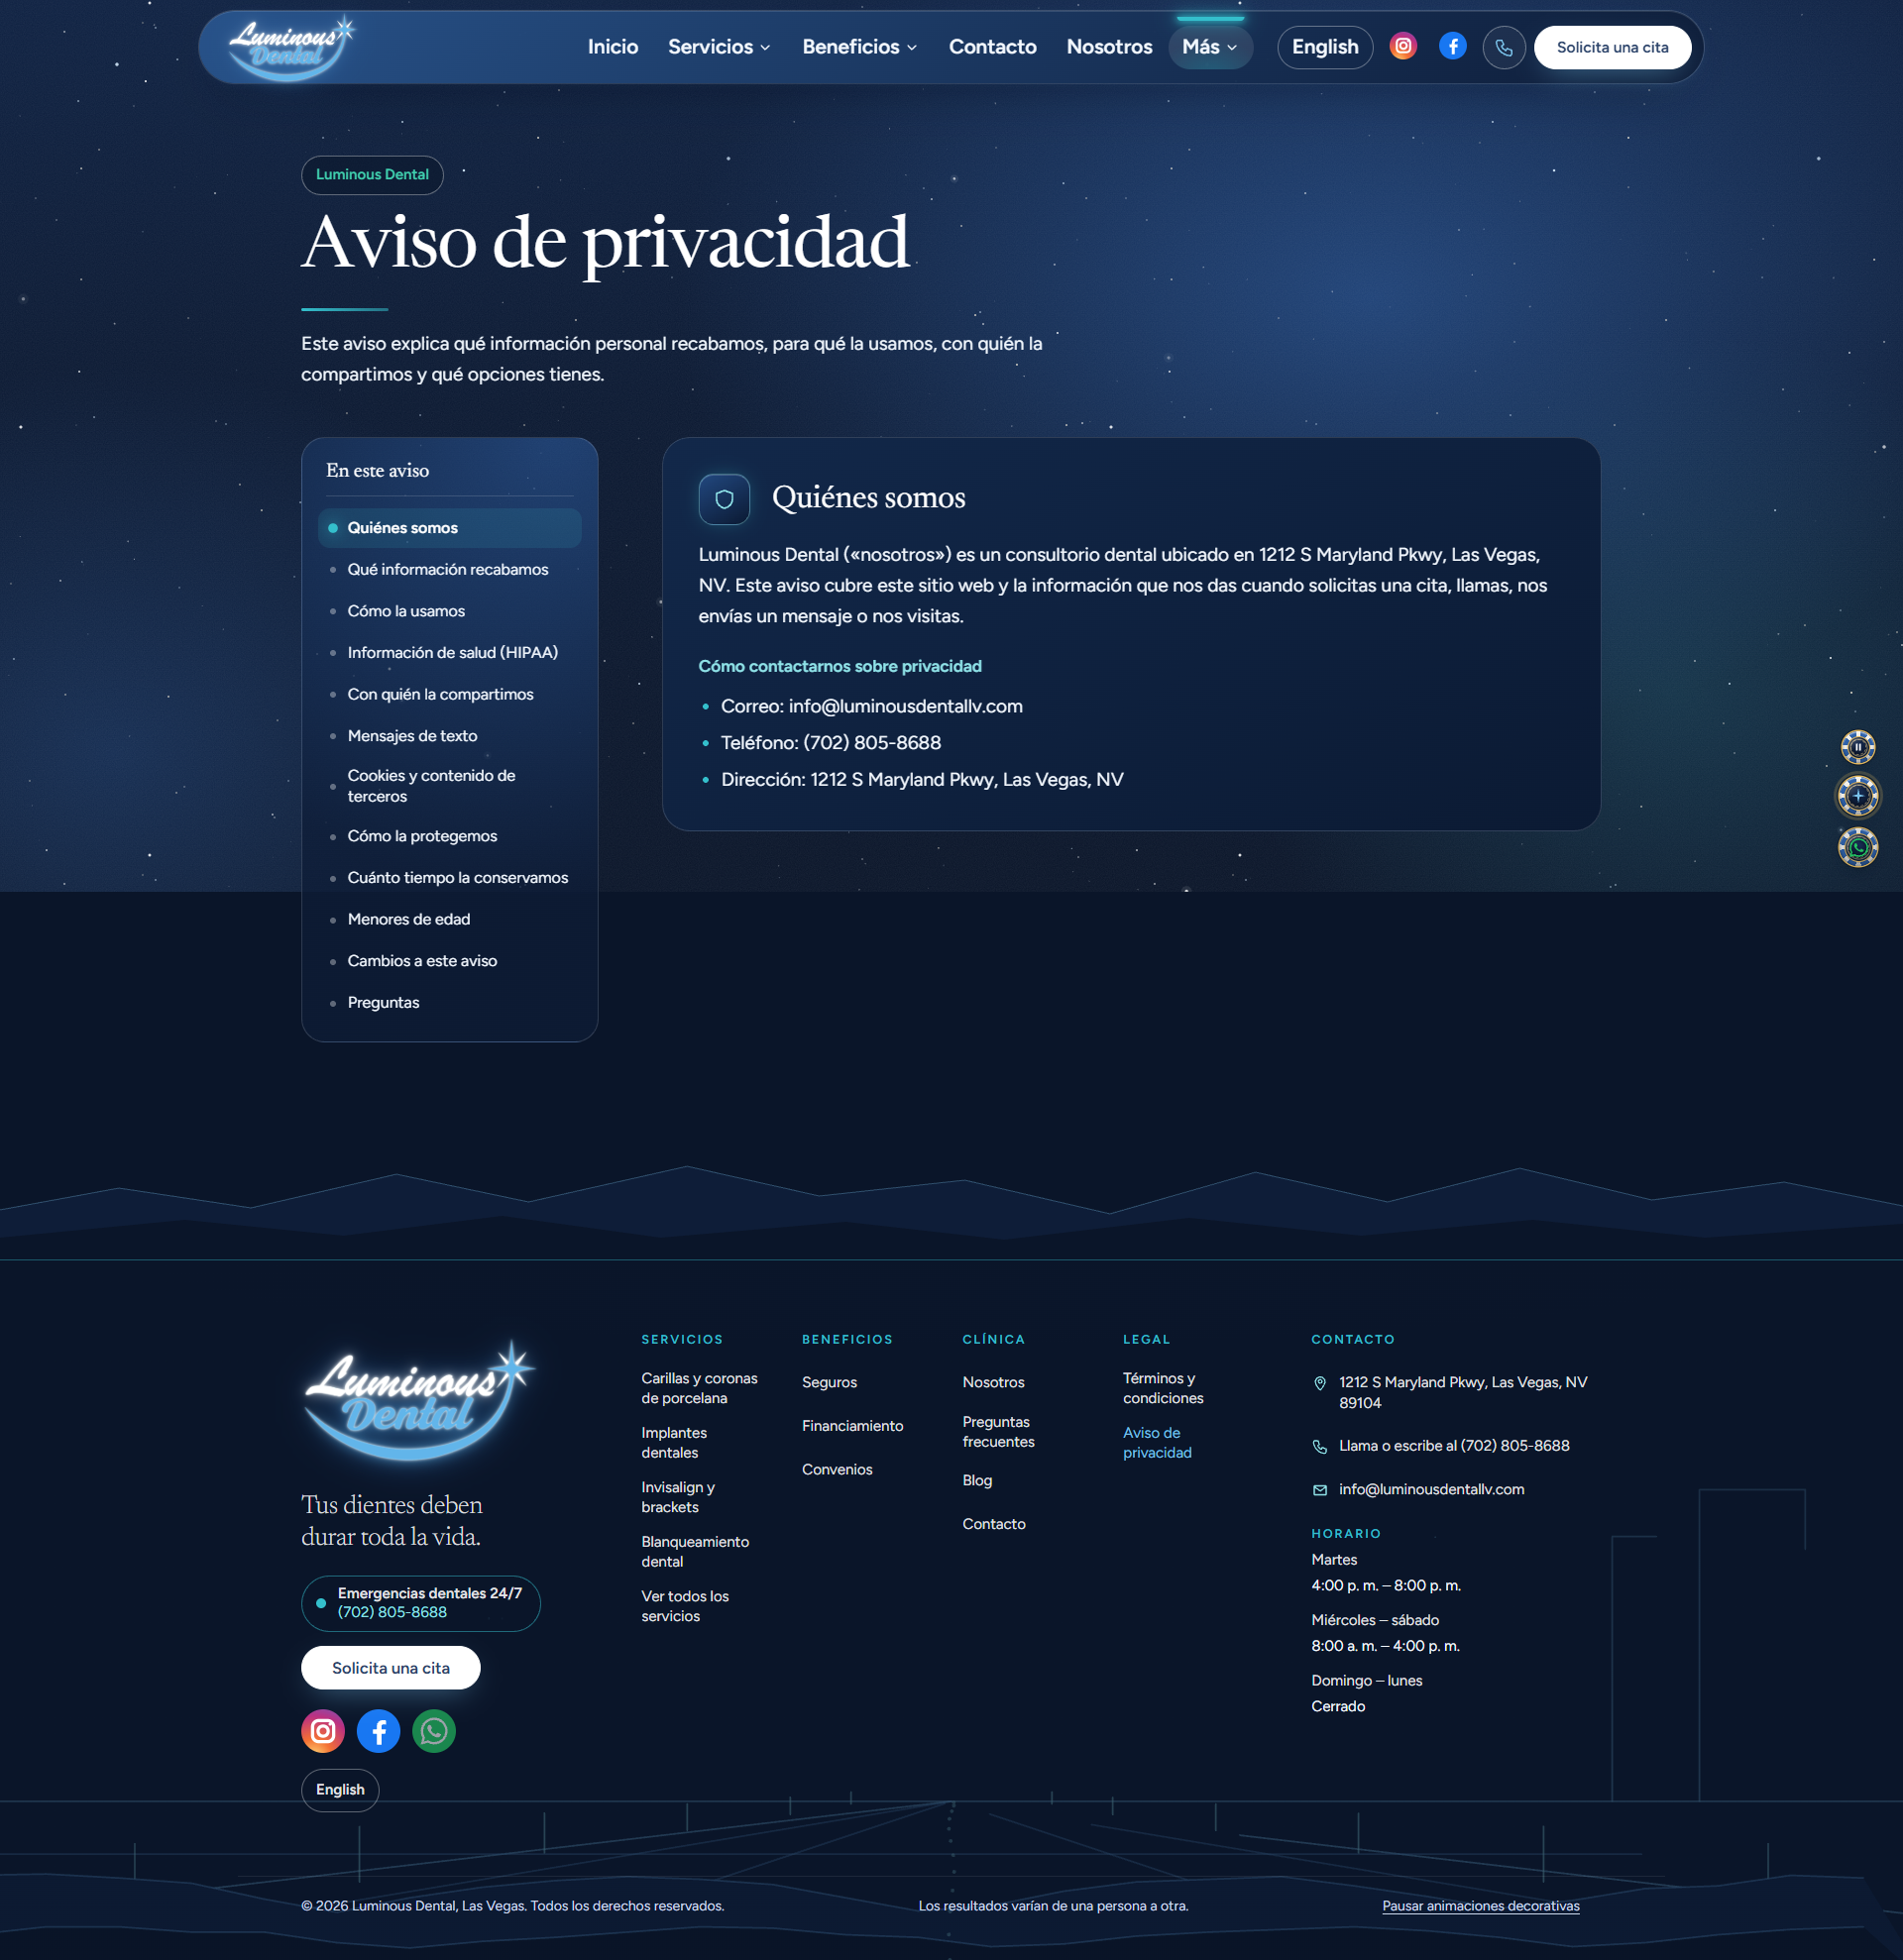 Luminous
Dental
Inicio
Servicios
Beneficios
Contacto
Nosotros
Más
English
Solicita una cita
Luminous Dental
Aviso de privacidad
Este aviso explica qué información personal recabamos, para qué la usamos, con quién la
compartimos y qué opciones tienes.
En este aviso
Quiénes somos
Qué información recabamos
Cómo la usamos
Información de salud (HIPAA)
Con quién la compartimos
Mensajes de texto
Cookies y contenido de
terceros
Cómo la protegemos
Cuánto tiempo la conservamos
Menores de edad
Cambios a este aviso
Preguntas
Quiénes somos
Luminous Dental («nosotros») es un consultorio dental ubicado en 1212 S Maryland Pkwy, Las Vegas,
NV. Este aviso cubre este sitio web y la información que nos das cuando solicitas una cita, llamas, nos
envías un mensaje o nos visitas.
Cómo contactarnos sobre privacidad
Correo: info@luminousdentallv.com
Teléfono: (702) 805-8688
Dirección: 1212 S Maryland Pkwy, Las Vegas, NV
Luminous
Dental
Tus dientes deben
durar toda la vida.
Emergencias dentales 24/7
(702) 805-8688
Solicita una cita
English
SERVICIOS
Carillas y coronas
de porcelana
Implantes
dentales
Invisalign y
brackets
Blanqueamiento
dental
Ver todos los
servicios
BENEFICIOS
Seguros
Financiamiento
Convenios
CLÍNICA
Nosotros
Preguntas
frecuentes
Blog
Contacto
LEGAL
Términos y
condiciones
Aviso de
privacidad
CONTACTO
1212 S Maryland Pkwy, Las Vegas, NV
89104
Llama o escribe al (702) 805-8688
info@luminousdentallv.com
HORARIO
Martes
4:00 p. m. – 8:00 p. m.
Miércoles – sábado
8:00 a. m. – 4:00 p. m.
Domingo – lunes
Cerrado
© 2026 Luminous Dental, Las Vegas. Todos los derechos reservados.
Los resultados varían de una persona a otra.
Pausar animaciones decorativas